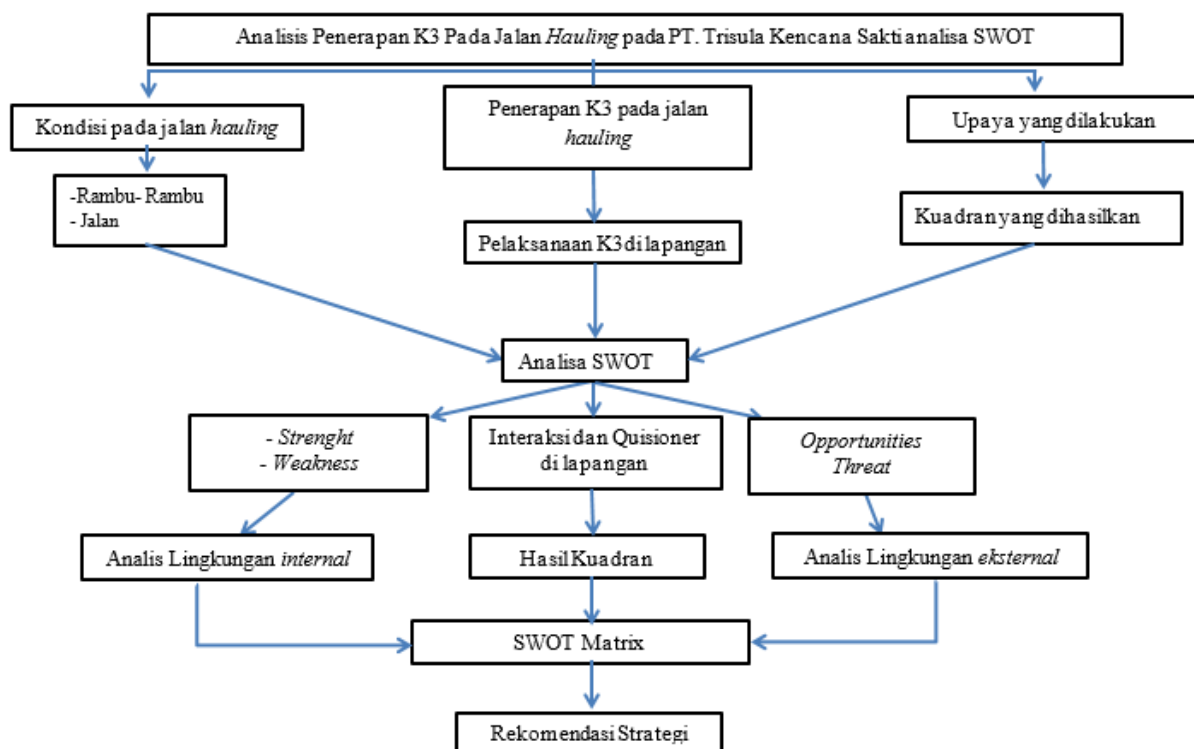 Analisis Penerapan K3 Pada Jalan Hauling pada PT. Trisula Kencana Sakti analisa SWOT
Kondisi pada jalan hauling
Penerapan K3 pada jalan
hauling
Upaya yang dilakukan
-Rambu- Rambu
- Jalan
Pelaksanaan K3 di lapangan
Kuadran yang dihasilkan
Analisa SWOT
- Strenght
- Weakness
Interaksi dan Quisioner
di lapangan
Opportunities
Threat
Analis Lingkungan internal
Hasil Kuadran
Analis Lingkungan eksternal
SWOT Matrix
Rekomendasi Strategi